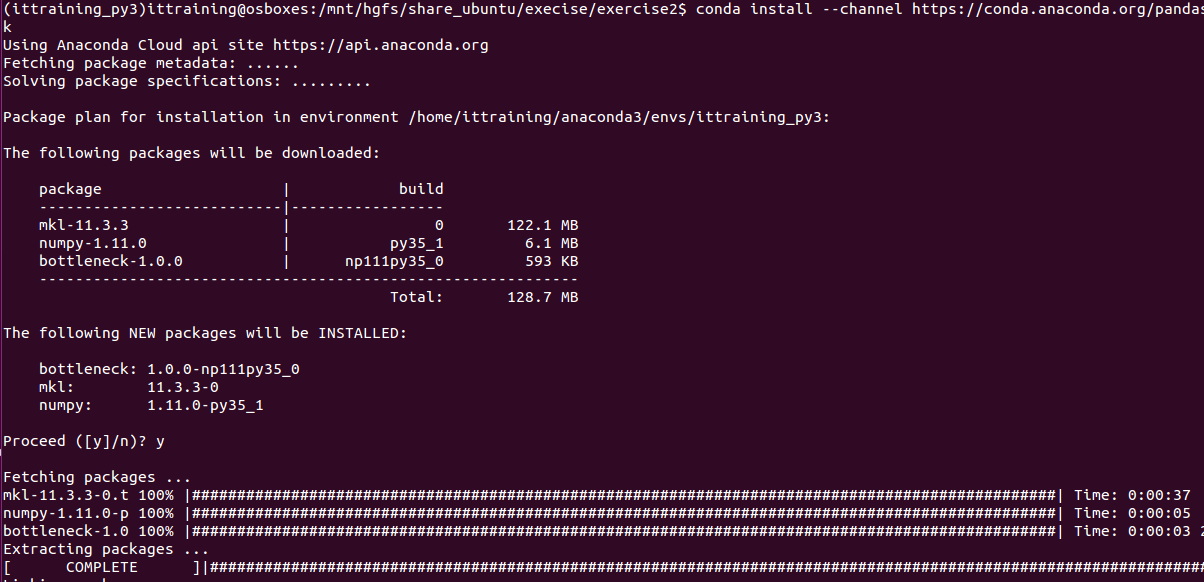 (ittraining_py3)ittraining@osboxes:/mnt/hgfs/share_ubuntu/execise/exercise2$ conda install --channel https://conda.anaconda.org/pandas
k
Using Anaconda Cloud api site https://api.anaconda.org
Fetching package metadata: ......
Solving package specifications: .........
Package plan for installation in environment /home/ittraining/anaconda3/envs/ittraining_py3:
The following packages will be downloaded:
package | build
---------------------------|-----------------
mkl-11.3.3 | 0 122.1 MB
numpy-1.11.0 | py35_1 6.1 MB
bottleneck-1.0.0 | np111py35_0 593 KB
------------------------------------------------------------
Total: 128.7 MB
The following NEW packages will be INSTALLED:
bottleneck: 1.0.0-np111py35_0
mkl: 11.3.3-0
numpy: 1.11.0-py35_1
Proceed ([y]/n)? y
Fetching packages ...
mkl-11.3.3-0.t 100% |################################################################################################| Time: 0:00:37
numpy-1.11.0-p 100% |################################################################################################| Time: 0:00:05
bottleneck-1.0 100% |################################################################################################| Time: 0:00:03 2
Extracting packages ...
[ COMPLETE ]|##############################################################################################################